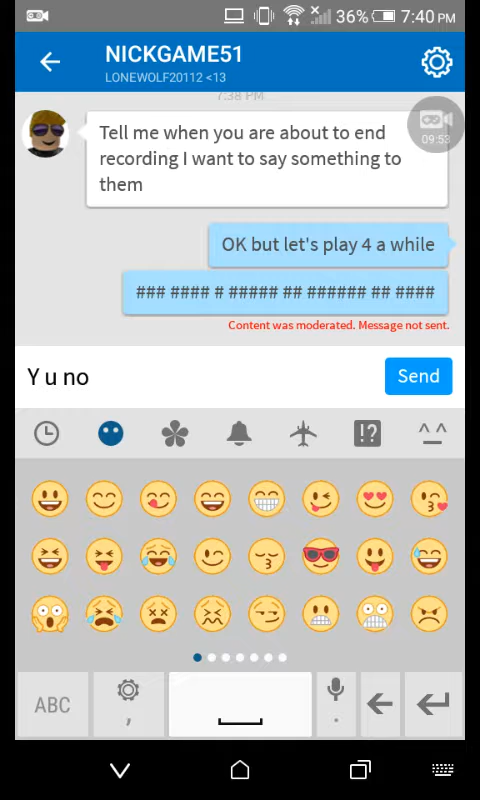 36% 7:40 PM
NICKGAME51
LONEWOLF20112 <13
7:38 PM
09:53
Tell me when you are about to end
recording I want to say something to
them
OK but let's play 4 a while
### #### # ##### ## ###### ## ####
Content was moderated. Message not sent.
Y u no
Send
!?
^_^
ABC
,
.